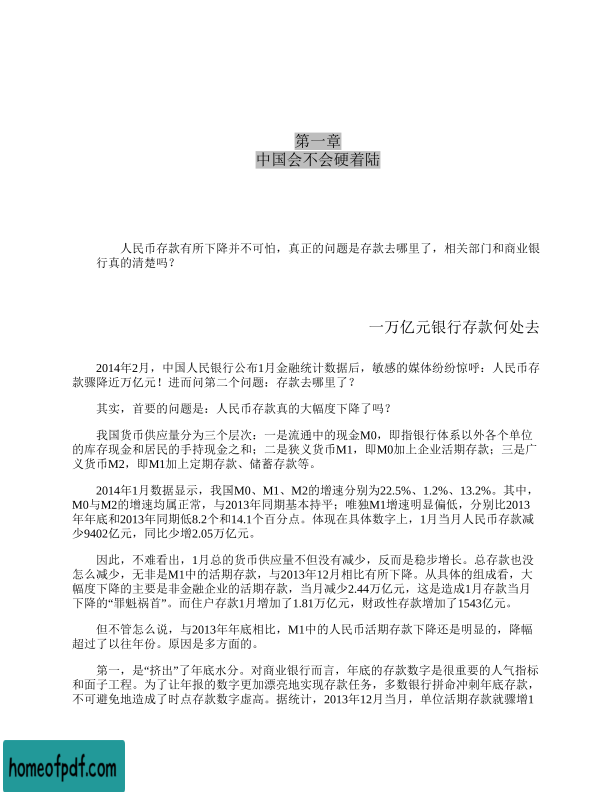 第一章
中国会不会硬着陆
人民币存款有所下降并不可怕，真正的问题是存款去哪里了，相关部门和商业银
行真的清楚吗？
一万亿元银行存款何处去
2014年2月，中国人民银行公布1月金融统计数据后，敏感的媒体纷纷惊呼：人民币存
款骤降近万亿元！进而问第二个问题：存款去哪里了？
其实，首要的问题是：人民币存款真的大幅度下降了吗？
我国货币供应量分为三个层次：一是流通中的现金M0，即指银行体系以外各个单位
的库存现金和居民的手持现金之和；二是狭义货币M1，即M0加上企业活期存款；三是广
义货币M2，即M1加上定期存款、储蓄存款等。
2014年1月数据显示，我国M0、M1、M2的增速分别为22.5%、1.2%、13.2%。其中，
M0与M2的增速均属正常，与2013年同期基本持平；唯独M1增速明显偏低，分别比2013
年年底和2013年同期低8.2个和14.1个百分点。体现在具体数字上，1月当月人民币存款减
少9402亿元，同比少增2.05万亿元。
因此，不难看出，1月总的货币供应量不但没有减少，反而是稳步增长。总存款也没
怎么减少，无非是M1中的活期存款，与2013年12月相比有所下降。从具体的组成看，大
幅度下降的主要是非金融企业的活期存款，当月减少2.44万亿元，这是造成1月存款当月
下降的“罪魁祸首”。而住户存款1月增加了1.81万亿元，财政性存款增加了1543亿元。
但不管怎么说，与2013年年底相比，M1中的人民币活期存款下降还是明显的，降幅
超过了以往年份。原因是多方面的。
第一，是“挤出”了年底水分。对商业银行而言，年底的存款数字是很重要的人气指标
和面子工程。为了让年报的数字更加漂亮地实现存款任务，多数银行拼命冲刺年底存款，
不可避免地造成了时点存款数字虚高。据统计，2013年12月当月，单位活期存款就骤增1
homeofpdf.com